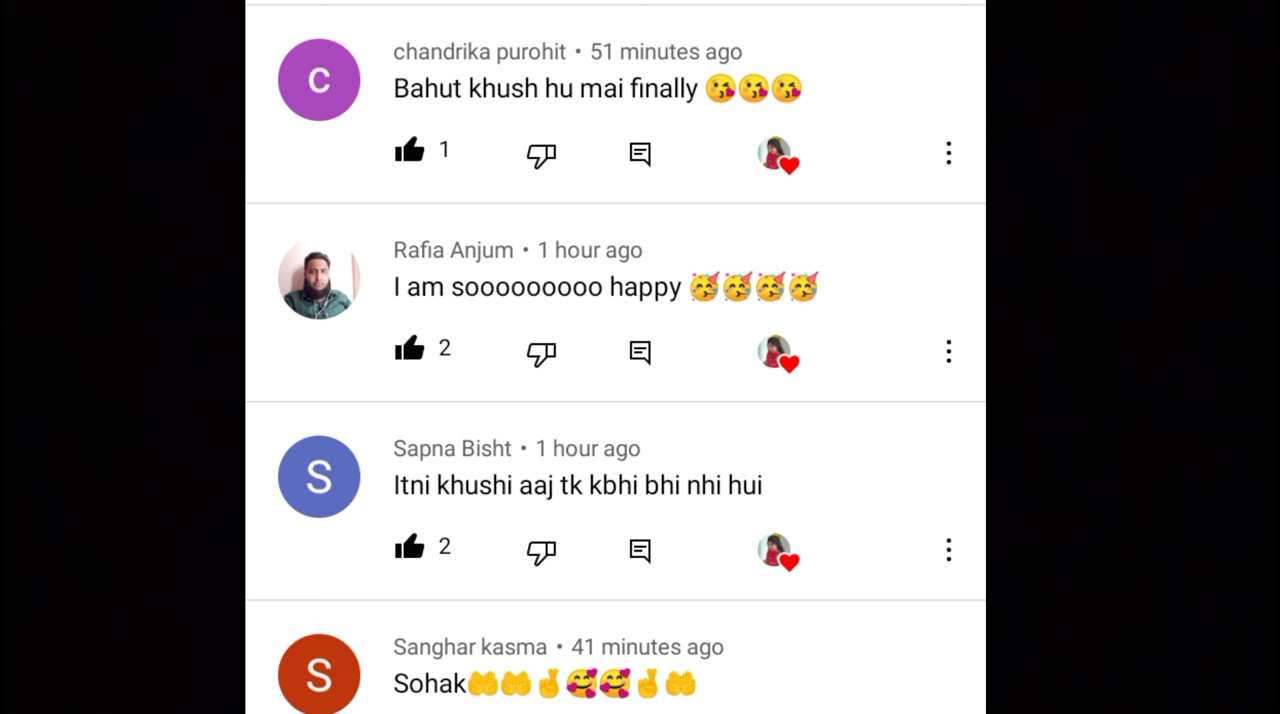 C
chandrika purohit • 51 minutes ago
Bahut khush hu mai finally 😘😘😘
1
Rafia Anjum • 1 hour ago
I am sooooooooo happy 🥳🥳🥳🥳
2
S
Sapna Bisht • 1 hour ago
Itni khushi aaj tk kbhi bhi nhi hui
2
S
Sanghar kasma • 41 minutes ago
Sohak🤲🤲🤞🥰🥰🤞🤲